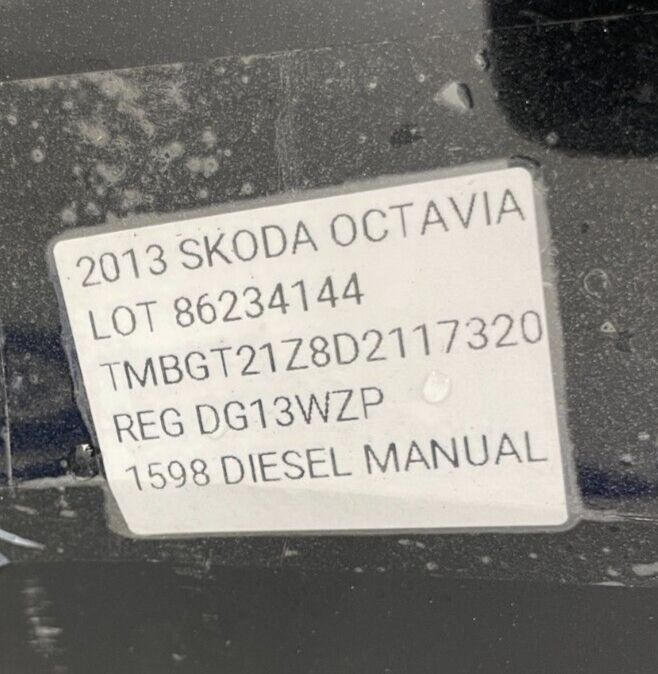 2013 SKODA OCTAVIA
LOT 86234144
TMBGT21Z8D2117320
REG DG13WZP
1598 DIESEL MANUAL